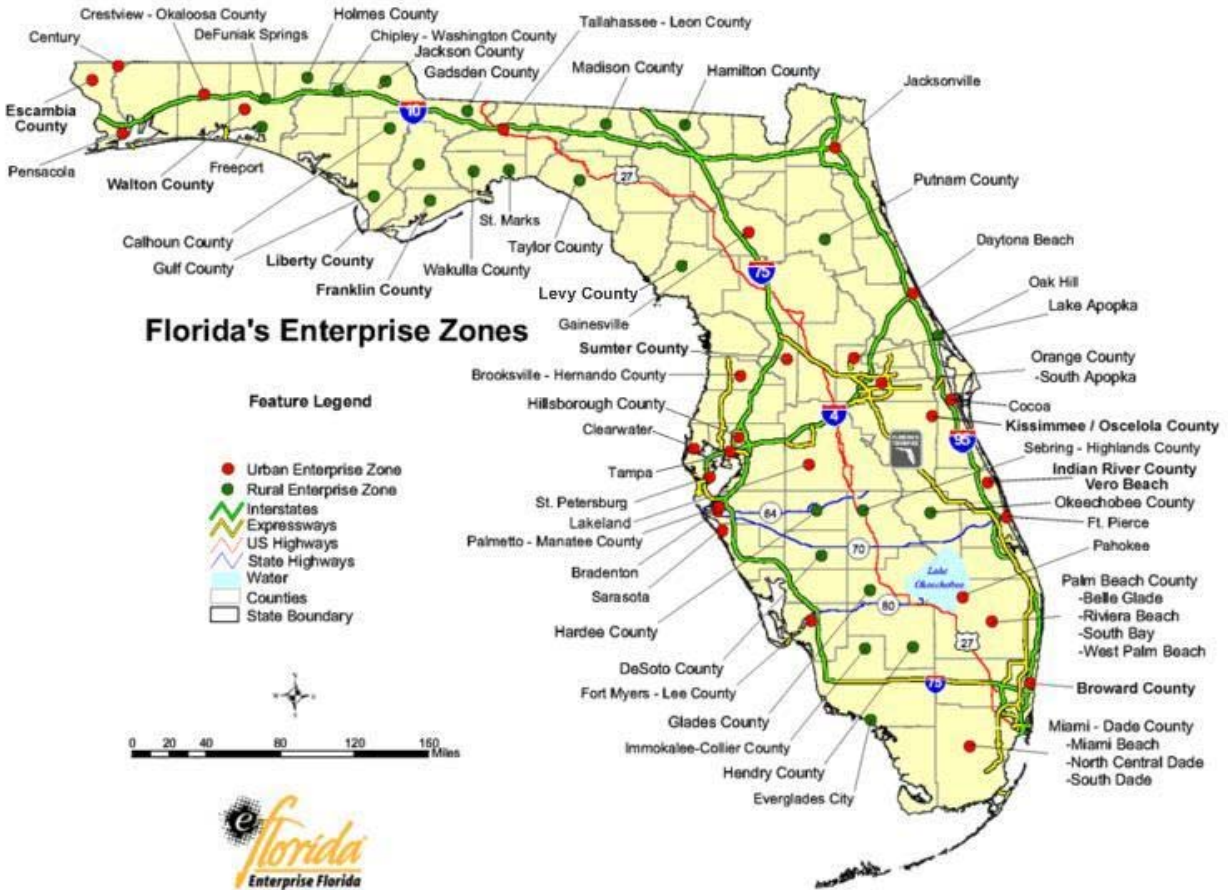 Crestview - Okaloosa County
Holmes County
Tallahassee - Leon County
Century
DeFuniak Springs
Chipley - Washington County
Jackson County
Gadsden County
Madison County
Hamilton County
Jacksonville
Escambia
County
10
Pensacola
Freeport
Walton County
27
Putnam County
St. Marks
Calhoun County
Taylor County
Daytona Beach
Gulf County
Liberty County
Wakulla County
75
Franklin County
Levy County
Oak Hill
Lake Apopka
Gainesville
Florida's Enterprise Zones
Sumter County
Orange County
-South Apopka
Brooksville - Hernando County
Feature Legend
Hillsborough County
4
Cocoa
Kissimmee / Oscelola County
Clearwater
95
Sebring - Highlands County
Urban Enterprise Zone
Tampa
Indian River County
Vero Beach
Rural Enterprise Zone
St. Petersburg
Okeechobee County
Interstates
Lakeland
64
Ft. Pierce
Expressways
Palmetto - Manatee County
70
Pahokee
US Highways
State Highways
Bradenton
Lake
Okeechobee
Water
Sarasota
Palm Beach County
-Belle Glade
-Riviera Beach
-South Bay
-West Palm Beach
Counties
80
State Boundary
Hardee County
27
DeSoto County
Fort Myers - Lee County
75
Broward County
Glades County
Miami - Dade County
-Miami Beach
-North Central Dade
-South Dade
Immokalee-Collier County
Hendry County
Everglades City
0 20 40 80 120 160
Miles
e
florida
Enterprise Florida